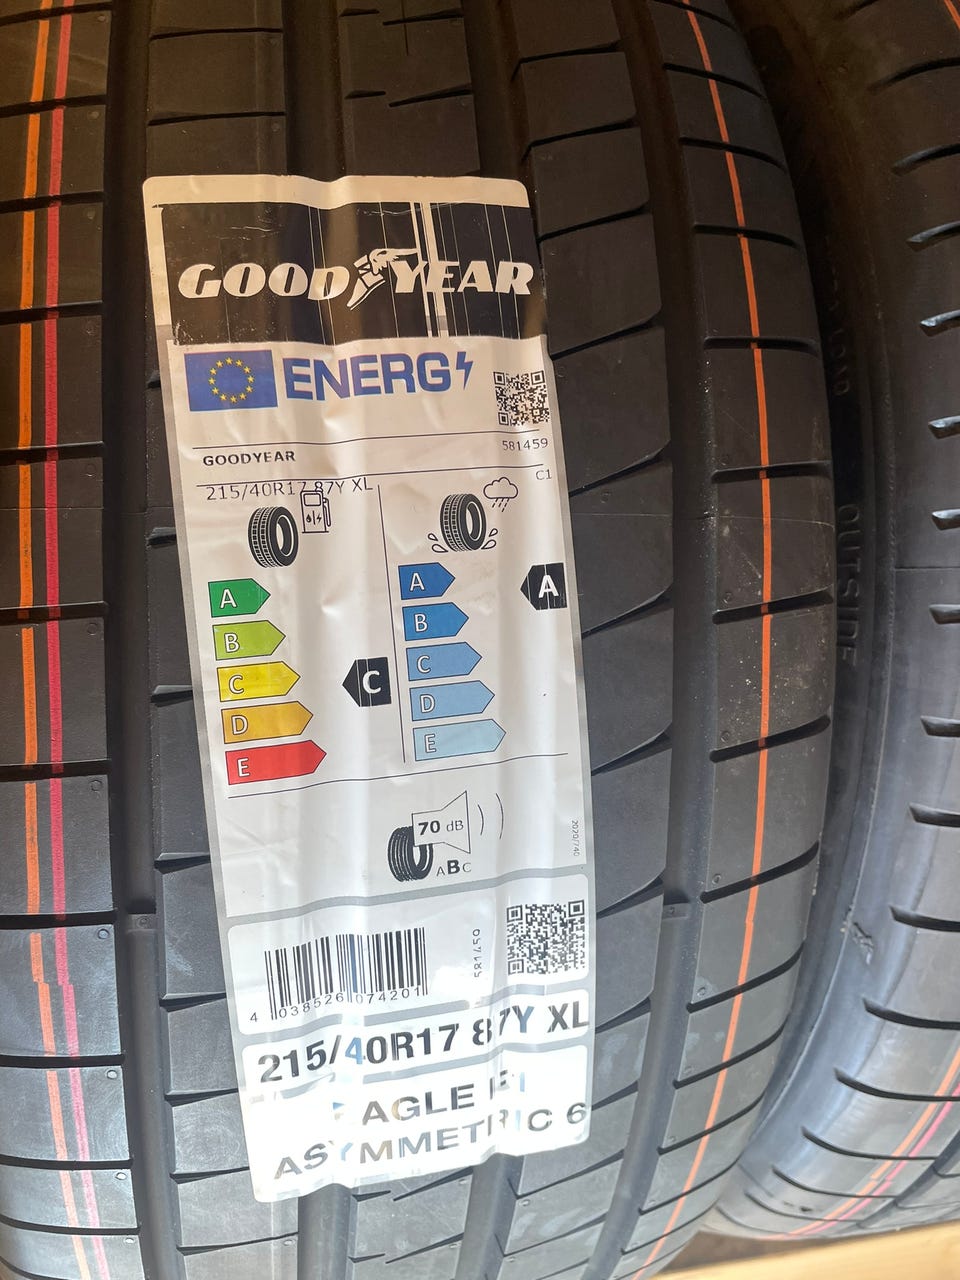 GOODYEAR
ENERG
581459
GOODYEAR
215/40R17 87Y XL
C1
A
B
C
D
E
C
A
B
C
D
E
A
70 dB
ABC
2020/740
4 038526 074201
581459
215/40R17 87Y XL
EAGLE F1
ASYMMETRIC 6
OUTSIDE